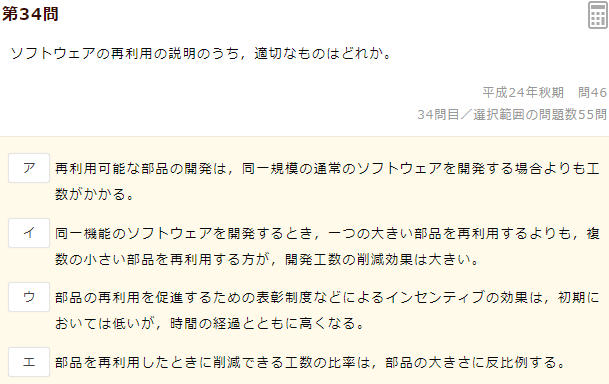 第34問
ソフトウェアの再利用の説明のうち，適切なものはどれか。
平成24年秋期　問46
34問目／選択範囲の問題数55問
ア 再利用可能な部品の開発は，同一規模の通常のソフトウェアを開発する場合よりも工
数がかかる。
イ 同一機能のソフトウェアを開発するとき，一つの大きい部品を再利用するよりも，複
数の小さい部品を再利用する方が，開発工数の削減効果は大きい。
ウ 部品の再利用を促進するための表彰制度などによるインセンティブの効果は，初期に
おいては低いが，時間の経過とともに高くなる。
エ 部品を再利用したときに削減できる工数の比率は，部品の大きさに反比例する。